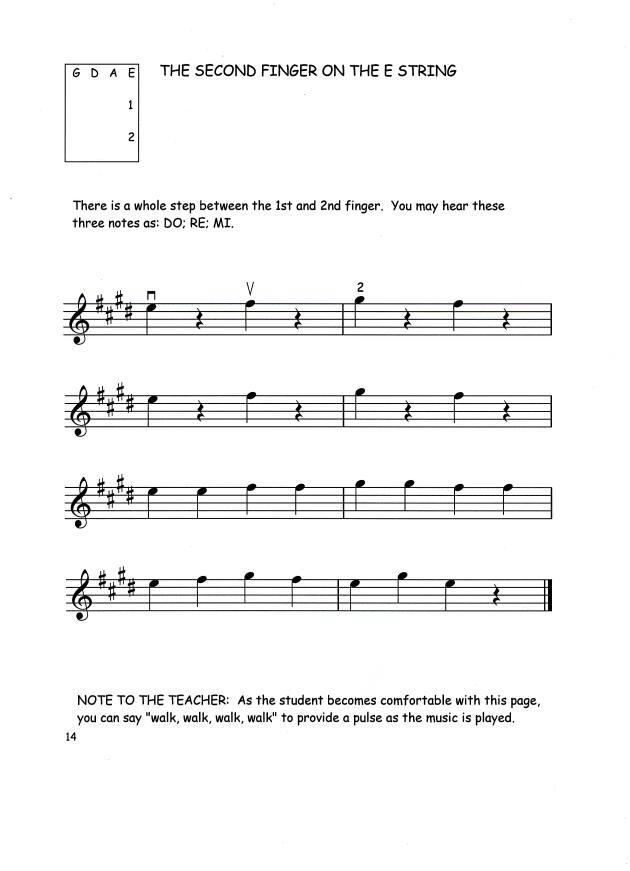 G D A E
THE SECOND FINGER ON THE E STRING
1
2
There is a whole step between the 1st and 2nd finger. You may hear these
three notes as: DO; RE; MI.
2
NOTE TO THE TEACHER: As the student becomes comfortable with this page,
you can say "walk, walk, walk, walk" to provide a pulse as the music is played.
14